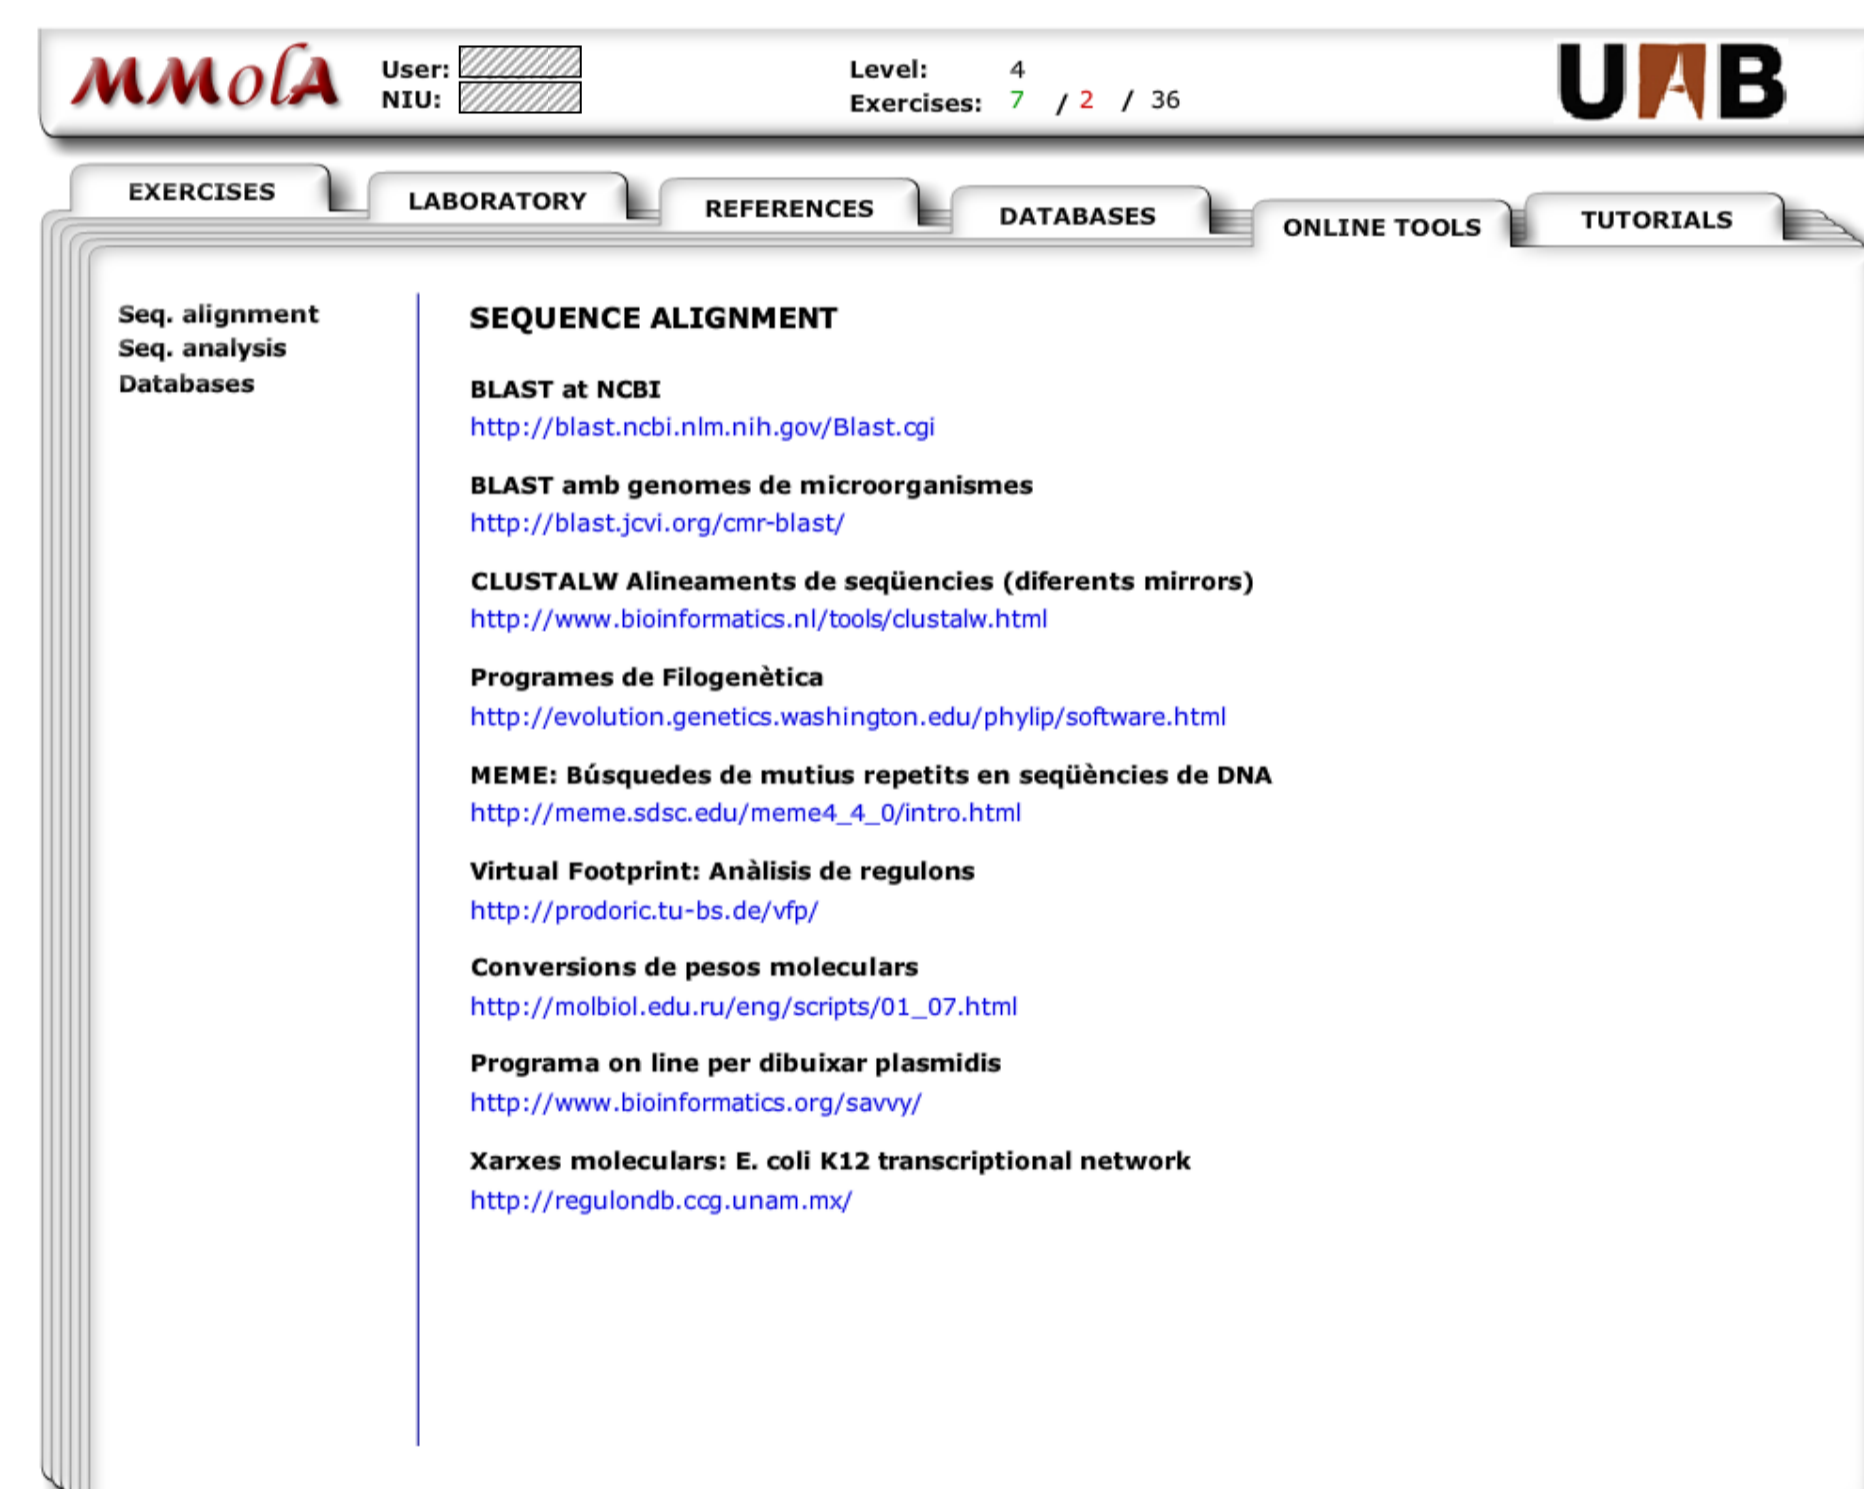 MMolA
User:
NIU:
Level: 4
Exercises: 7 / 2 / 36
UAB
EXERCISES
LABORATORY
REFERENCES
DATABASES
ONLINE TOOLS
TUTORIALS
Seq. alignment
Seq. analysis
Databases
SEQUENCE ALIGNMENT
BLAST at NCBI
http://blast.ncbi.nlm.nih.gov/Blast.cgi
BLAST amb genomes de microorganismes
http://blast.jcvi.org/cmr-blast/
CLUSTALW Alineaments de seqüencies (diferents mirrors)
http://www.bioinformatics.nl/tools/clustalw.html
Programes de Filogenètica
http://evolution.genetics.washington.edu/phylip/software.html
MEME: Búsquedes de mutius repetits en seqüències de DNA
http://meme.sdsc.edu/meme4_4_0/intro.html
Virtual Footprint: Anàlisis de regulons
http://prodoric.tu-bs.de/vfp/
Conversions de pesos moleculars
http://molbiol.edu.ru/eng/scripts/01_07.html
Programa on line per dibuixar plasmidis
http://www.bioinformatics.org/savvy/
Xarxes moleculars: E. coli K12 transcriptional network
http://regulondb.ccg.unam.mx/